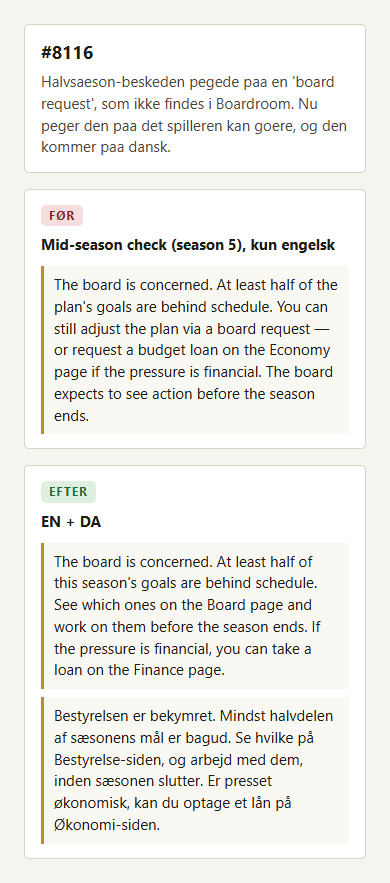 #8116
Halvsaeson-beskeden pegede paa en 'board
request', som ikke findes i Boardroom. Nu
peger den paa det spilleren kan goere, og den
kommer paa dansk.
FØR
Mid-season check (season 5), kun engelsk
The board is concerned. At least half of the
plan's goals are behind schedule. You can
still adjust the plan via a board request —
or request a budget loan on the Economy
page if the pressure is financial. The board
expects to see action before the season
ends.
EFTER
EN + DA
The board is concerned. At least half of
this season's goals are behind schedule.
See which ones on the Board page and
work on them before the season ends. If
the pressure is financial, you can take a
loan on the Finance page.
Bestyrelsen er bekymret. Mindst halvdelen
af sæsonens mål er bagud. Se hvilke på
Bestyrelse-siden, og arbejd med dem,
inden sæsonen slutter. Er presset
økonomisk, kan du optage et lån på
Økonomi-siden.